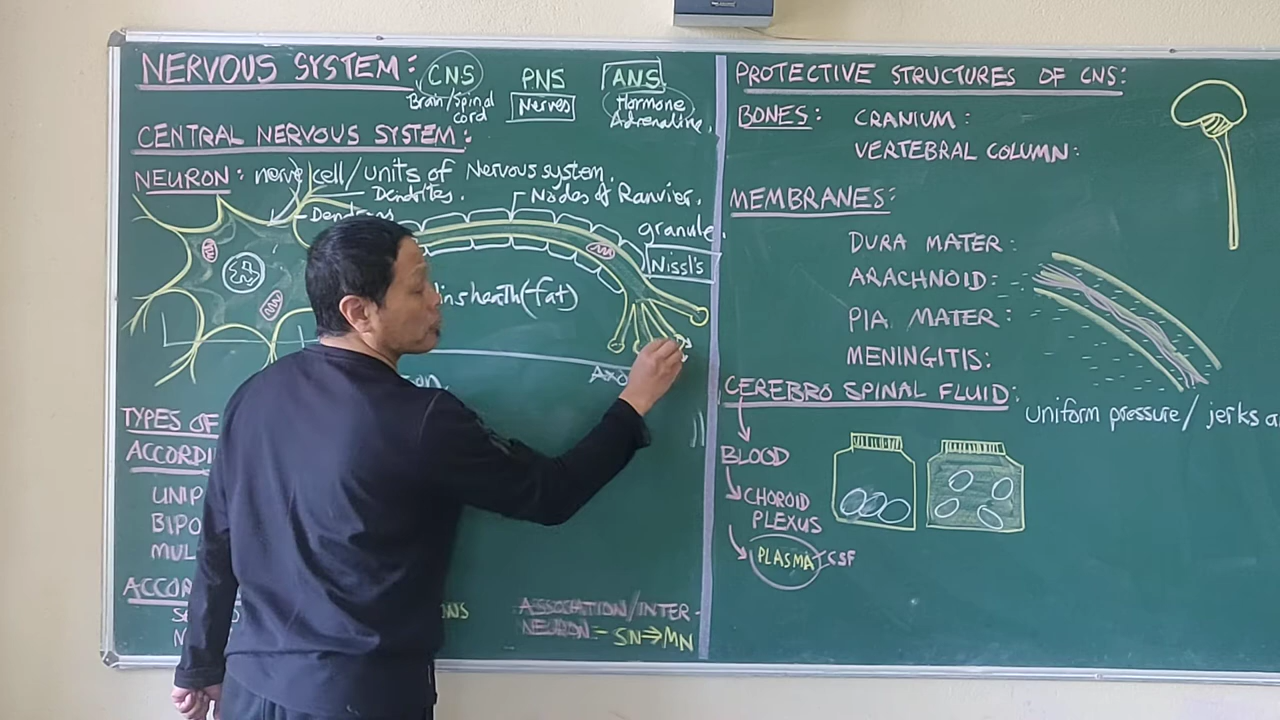 NERVOUS SYSTEM: CNS PNS ANS
Brain/Spinal cord Nerves Hormone Adrenaline.
CENTRAL NERVOUS SYSTEM:
NEURON: nerve cell/units of Nervous system.
Dendrites. Nodes of Ranvier.
granule.
Nissl's
sheath (fat)
TYPES OF
ACCORDI
UNIP
BIPO
MUL
ACCOR
ONS
ASSOCIATION/INTER-
NEURON - SN⇒MN
PROTECTIVE STRUCTURES OF CNS:
BONES: CRANIUM:
VERTEBRAL COLUMN:
MEMBRANES:
DURA MATER:
ARACHNOID:
PIA MATER:
MENINGITIS:
CEREBRO SPINAL FLUID:
uniform pressure/ jerks a
BLOOD
CHOROID
PLEXUS
PLASMA CSF